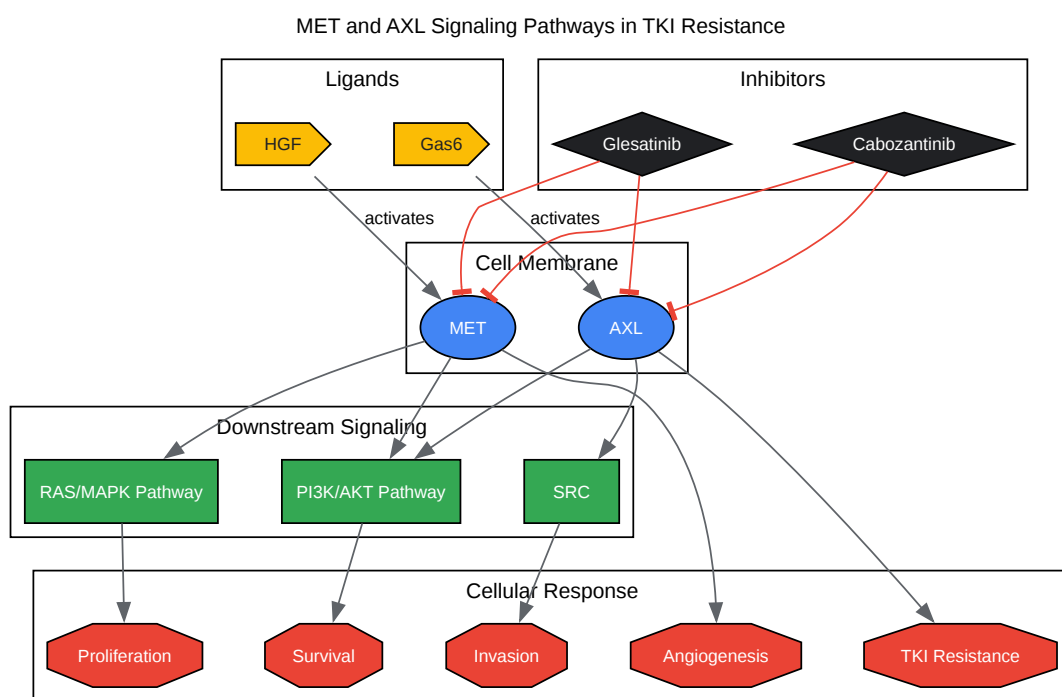 MET and AXL Signaling Pathways in TKI Resistance
Ligands
Inhibitors
HGF
Gas6
Glesatinib
Cabozantinib
activates
activates
Cell Membrane
MET
AXL
Downstream Signaling
RAS/MAPK Pathway
PI3K/AKT Pathway
SRC
Cellular Response
Proliferation
Survival
Invasion
Angiogenesis
TKI Resistance